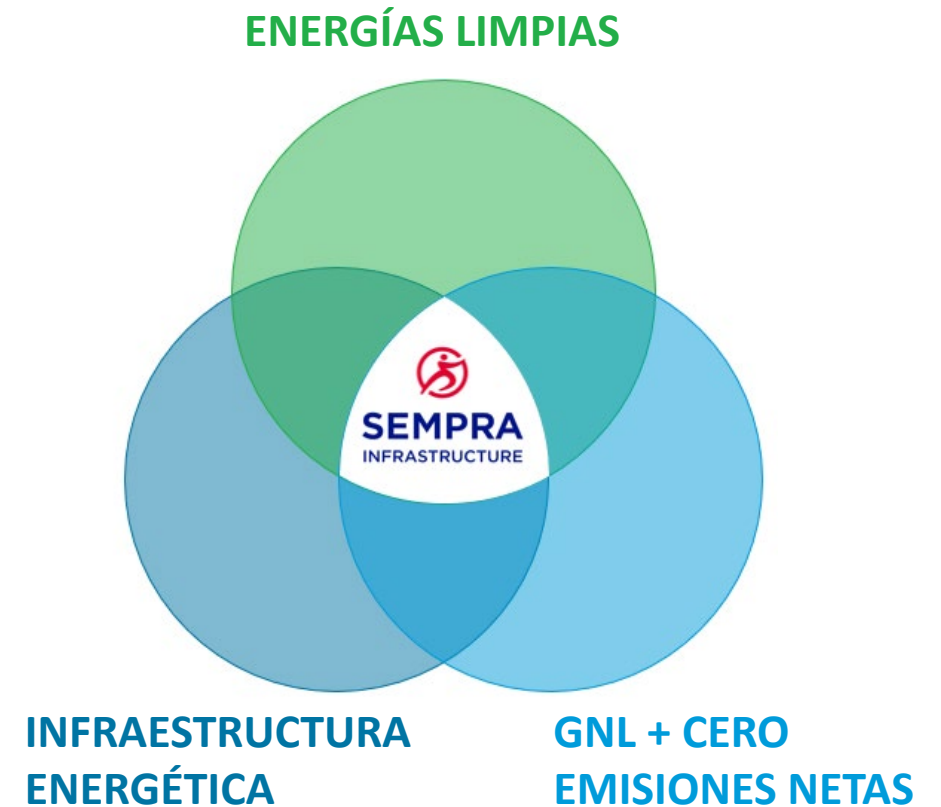 ENERGÍAS LIMPIAS
SEMPRA
INFRASTRUCTURE
INFRAESTRUCTURA
ENERGÉTICA
GNL + CERO
EMISIONES NETAS